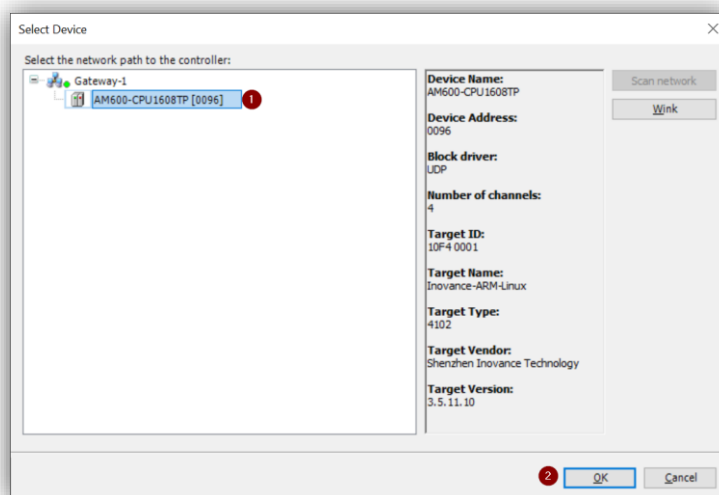 Select Device
Select the network path to the controller:
Gateway-1
AM600-CPU1608TP [0096]
1
Device Name:
AM600-CPU1608TP
Device Address:
0096
Block driver:
UDP
Number of channels:
4
Target ID:
10F4 0001
Target Name:
Inovance-ARM-Linux
Target Type:
4102
Target Vendor:
Shenzhen Inovance Technology
Target Version:
3.5.11.10
Scan network
Wink
2
OK
Cancel